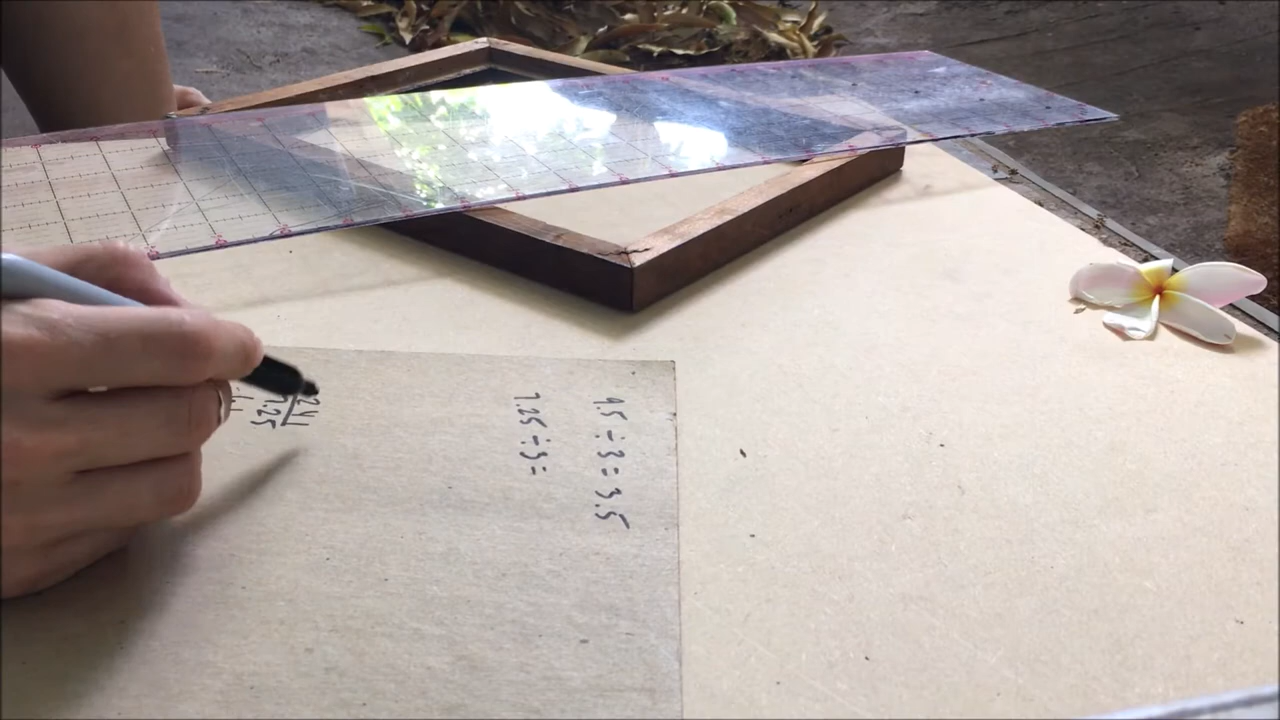 9.5 ÷ 3 = 3.5
7.25 ÷ 3 =
7.25